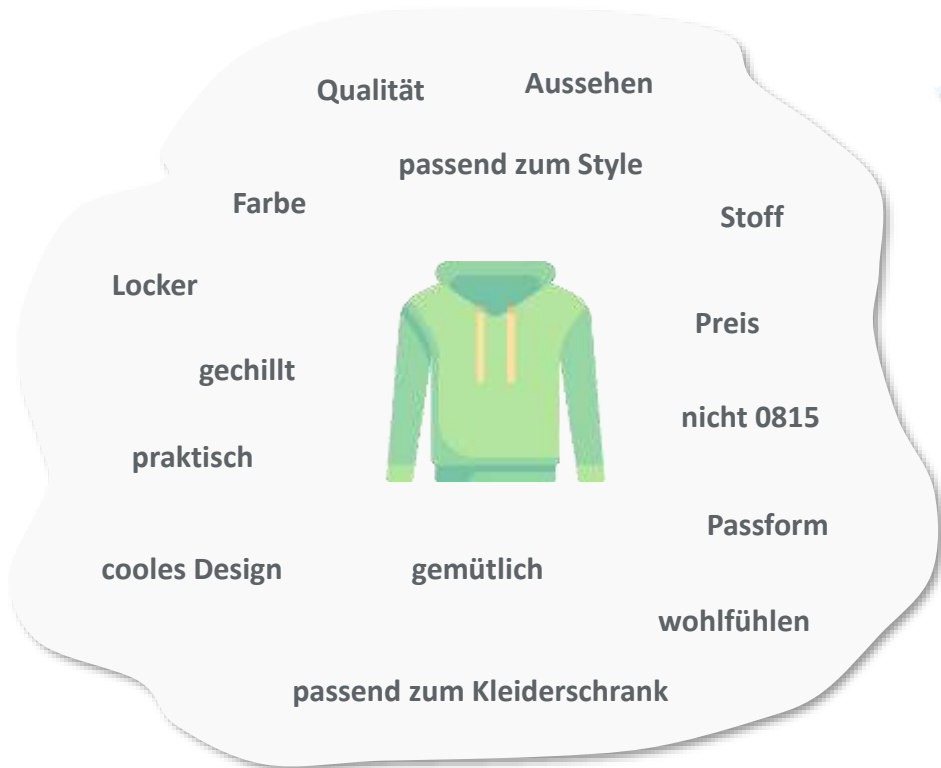 Qualität
Aussehen
passend zum Style
Farbe
Stoff
Locker
Preis
gechillt
nicht 0815
praktisch
Passform
cooles Design
gemütlich
wohlfühlen
passend zum Kleiderschrank